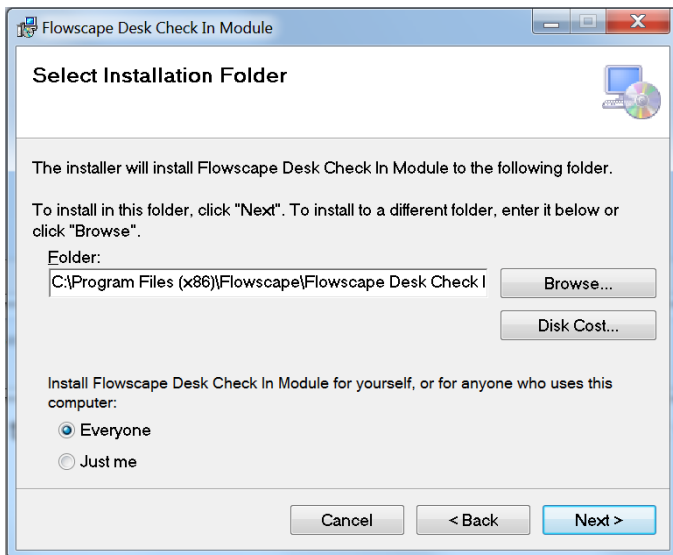 Flowscape Desk Check In Module
Select Installation Folder
The installer will install Flowscape Desk Check In Module to the following folder.
To install in this folder, click "Next". To install to a different folder, enter it below or
click "Browse".
Folder:
C:\Program Files (x86)\Flowscape\Flowscape Desk Check I
Browse...
Disk Cost...
Install Flowscape Desk Check In Module for yourself, or for anyone who uses this
computer:
Everyone
Just me
Cancel
< Back
Next >